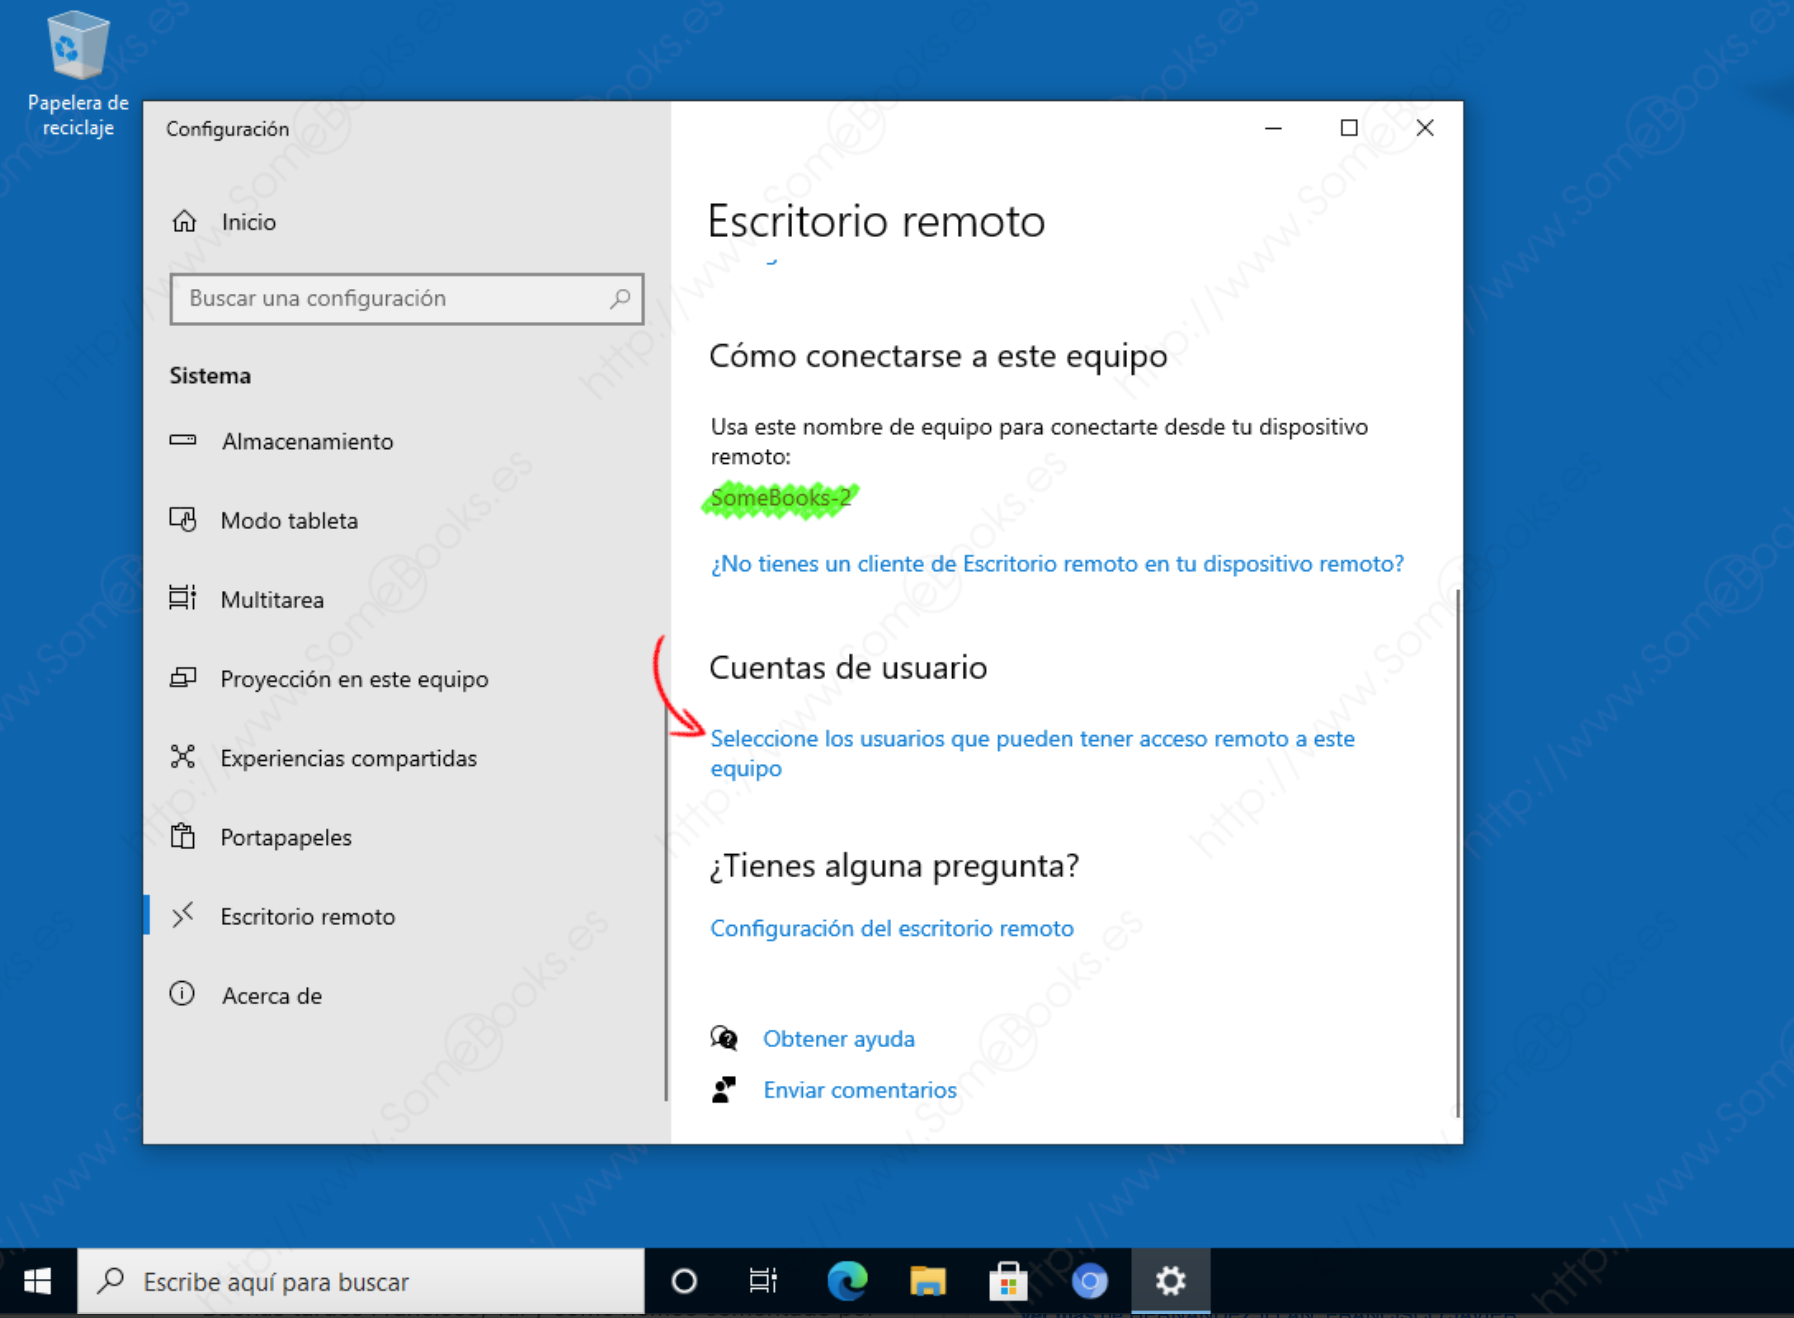 Papelera de
reciclaje
Configuración
Inicio
Buscar una configuración
Sistema
Almacenamiento
Modo tableta
Multitarea
Proyección en este equipo
Experiencias compartidas
Portapapeles
Escritorio remoto
Acerca de
Escritorio remoto
Cómo conectarse a este equipo
Usa este nombre de equipo para conectarte desde tu dispositivo
remoto:
SomeBooks-2
¿No tienes un cliente de Escritorio remoto en tu dispositivo remoto?
Cuentas de usuario
Seleccione los usuarios que pueden tener acceso remoto a este
equipo
¿Tienes alguna pregunta?
Configuración del escritorio remoto
Obtener ayuda
Enviar comentarios
Escribe aquí para buscar
http://www.SomeBooks.es